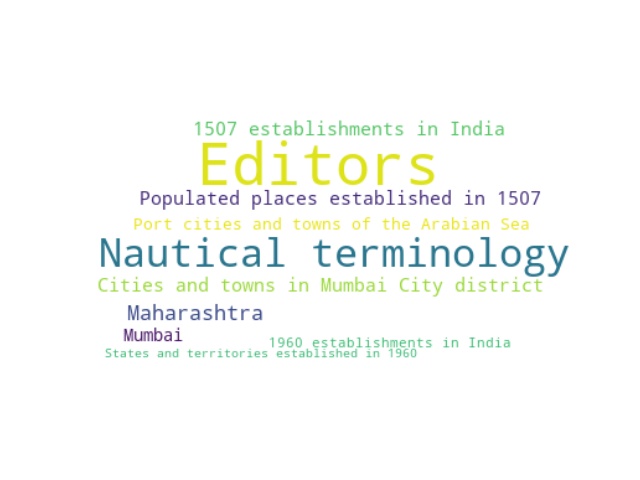 1507 establishments in India
Editors
Populated places established in 1507
Port cities and towns of the Arabian Sea
Nautical terminology
Cities and towns in Mumbai City district
Maharashtra
Mumbai
1960 establishments in India
States and territories established in 1960